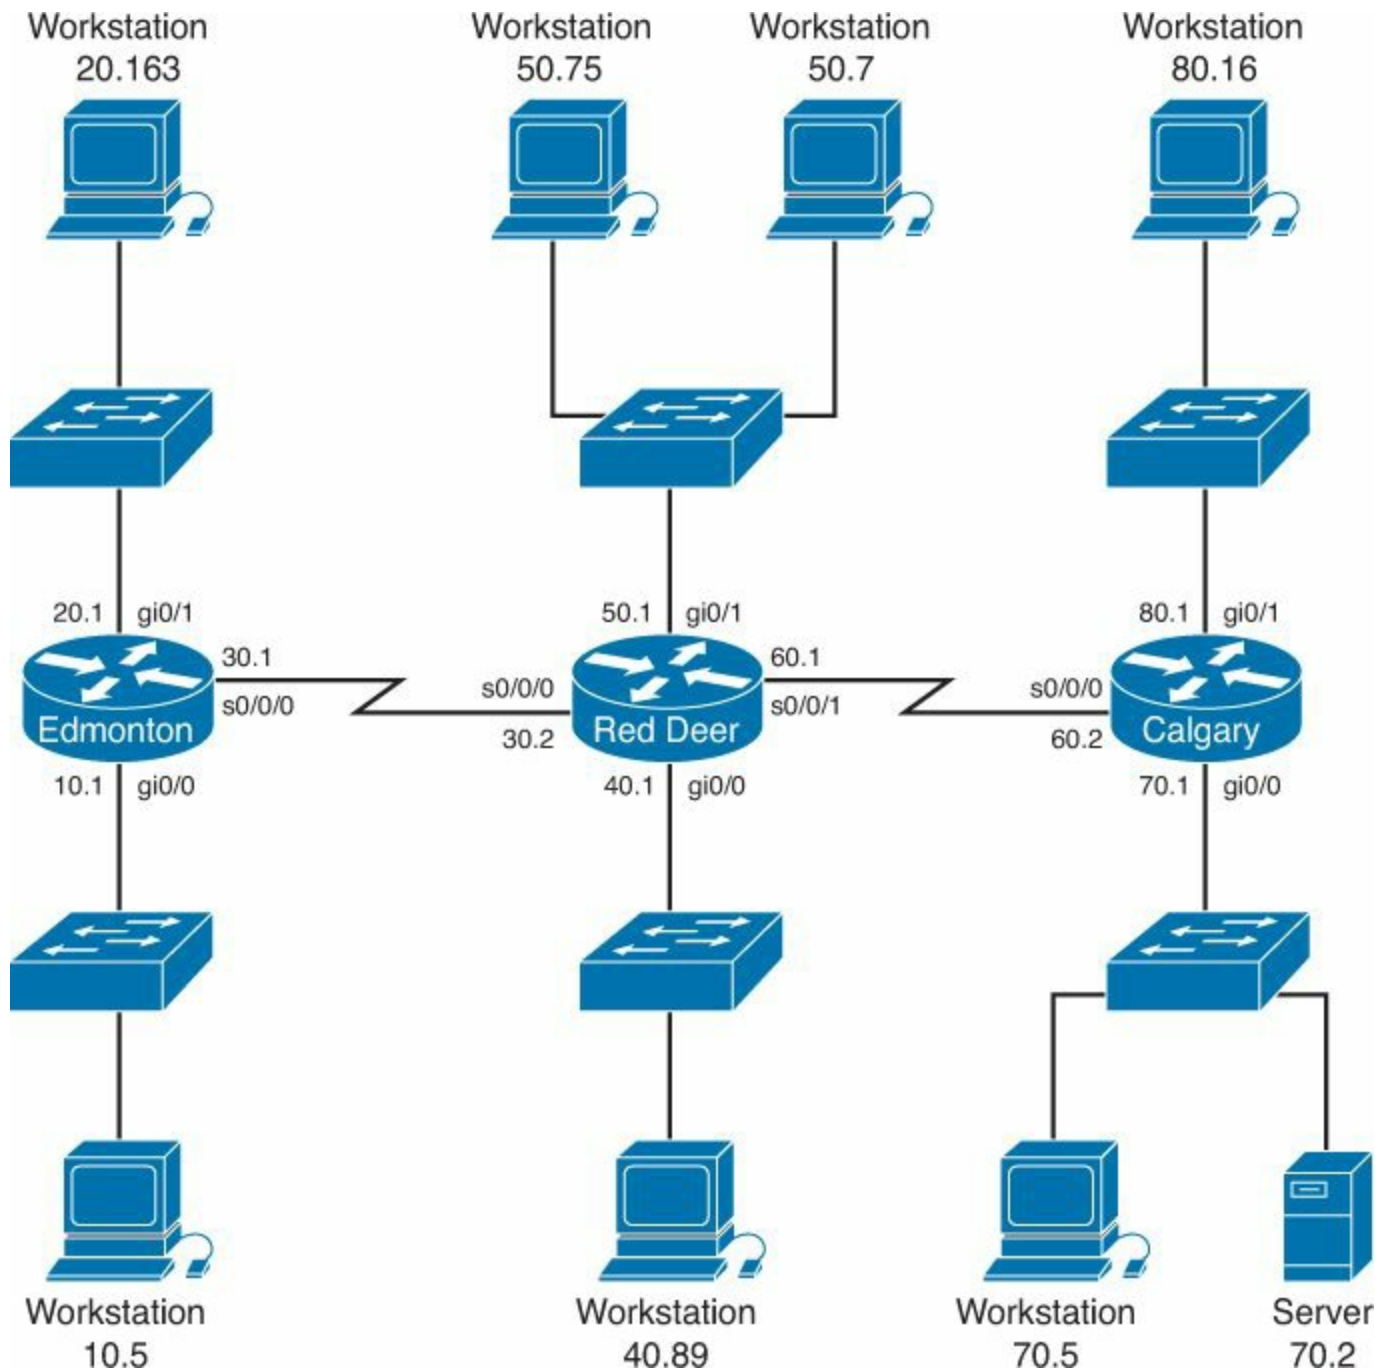 Workstation
20.163
Workstation
50.75
Workstation
50.7
Workstation
80.16
20.1 gi0/1
50.1 gi0/1
80.1 gi0/1
30.1
s0/0/0
s0/0/0
30.2
60.1
s0/0/1
s0/0/0
60.2
Edmonton
Red Deer
Calgary
10.1 gi0/0
40.1 gi0/0
70.1 gi0/0
Workstation
10.5
Workstation
40.89
Workstation
70.5
Server
70.2